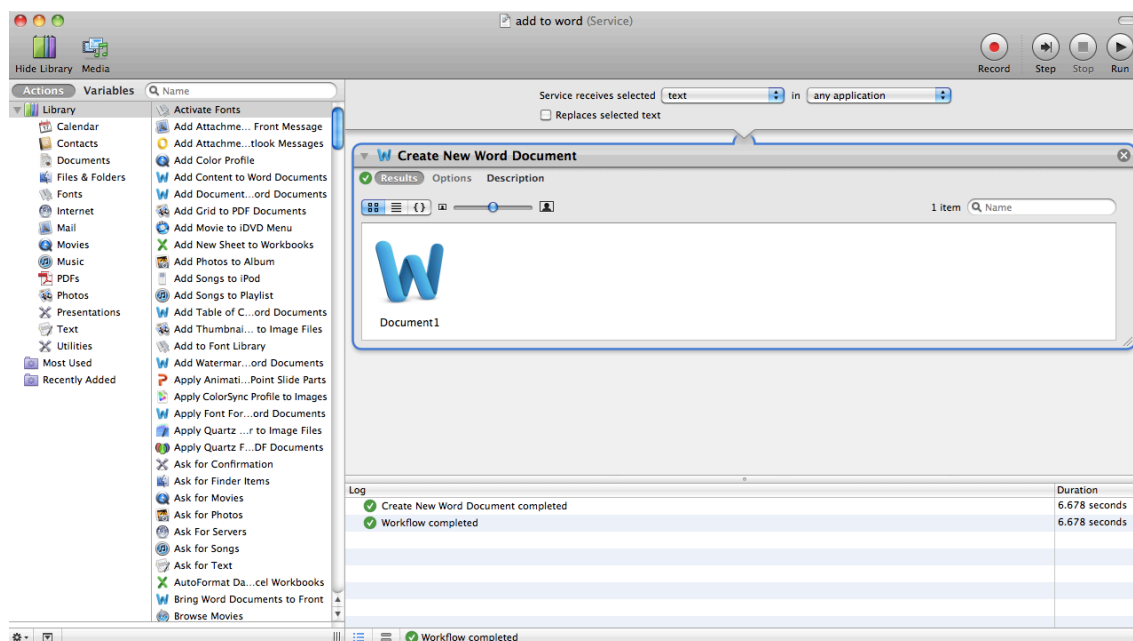 add to word (Service)
Hide Library Media
Record Step Stop Run
Actions Variables Name
Library
Calendar
Contacts
Documents
Files & Folders
Fonts
Internet
Mail
Movies
Music
PDFs
Photos
Presentations
Text
Utilities
Most Used
Recently Added
Activate Fonts
Add Attachme... Front Message
Add Attachme...tlook Messages
Add Color Profile
Add Content to Word Documents
Add Document...ord Documents
Add Grid to PDF Documents
Add Movie to iDVD Menu
Add New Sheet to Workbooks
Add Photos to Album
Add Songs to iPod
Add Songs to Playlist
Add Table of C...ord Documents
Add Thumbnai... to Image Files
Add to Font Library
Add Watermar...ord Documents
Apply Animati...Point Slide Parts
Apply ColorSync Profile to Images
Apply Font For...ord Documents
Apply Quartz ...r to Image Files
Apply Quartz F...DF Documents
Ask for Confirmation
Ask for Finder Items
Ask for Movies
Ask for Photos
Ask For Servers
Ask for Songs
Ask for Text
AutoFormat Da...cel Workbooks
Bring Word Documents to Front
Browse Movies
Service receives selected text in any application
Replaces selected text
Create New Word Document
Results Options Description
1 item Name
Document1
Log Duration
Create New Word Document completed 6.678 seconds
Workflow completed 6.678 seconds
Workflow completed